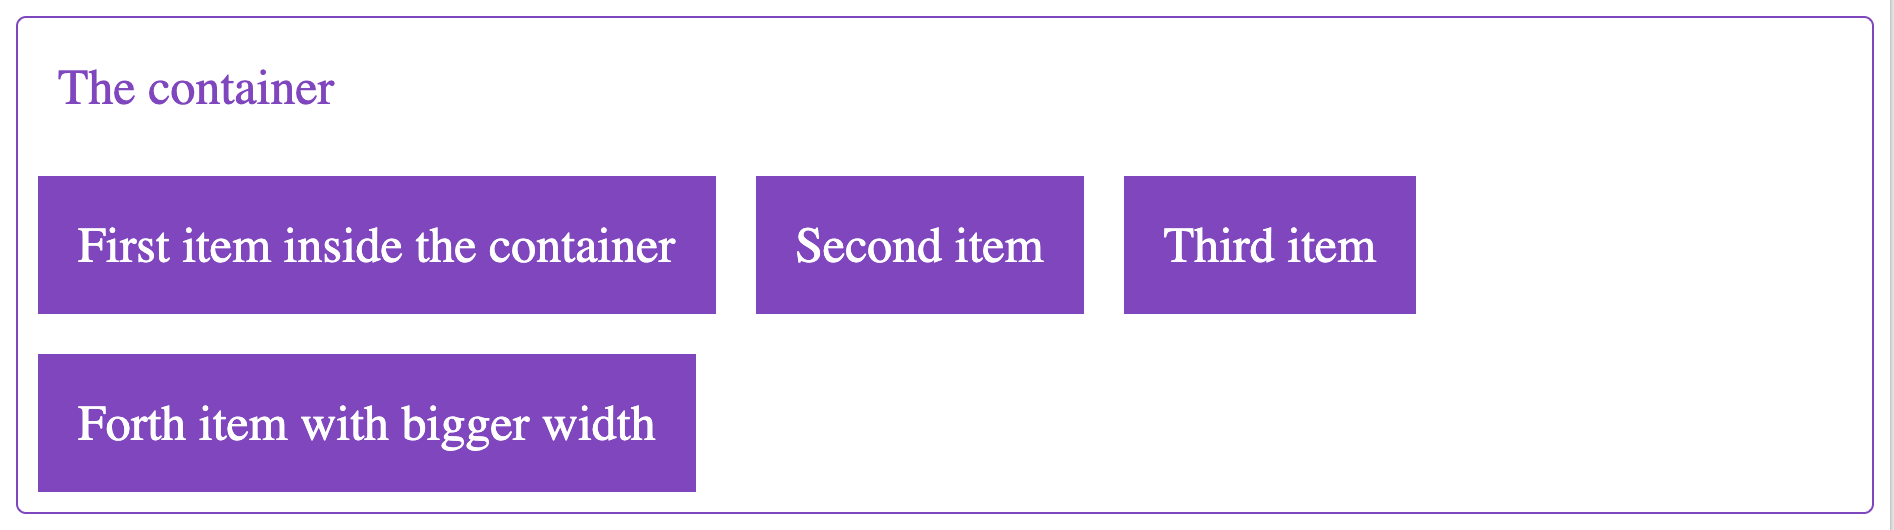 The container
First item inside the container
Second item
Third item
Forth item with bigger width